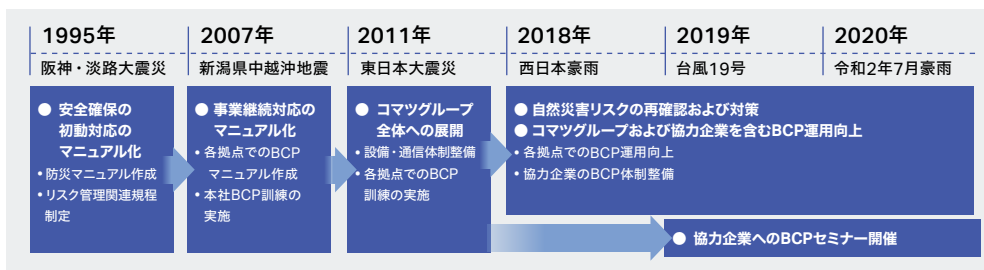 1995年
阪神・淡路大震災
2007年
新潟県中越沖地震
2011年
東日本大震災
2018年
西日本豪雨
2019年
台風19号
2020年
令和2年7月豪雨
● 安全確保の
初動対応の
マニュアル化
• 防災マニュアル作成
• リスク管理関連規程
制定
● 事業継続対応の
マニュアル化
• 各拠点でのBCP
マニュアル作成
• 本社BCP訓練の
実施
● コマツグループ
全体への展開
• 設備・通信体制整備
• 各拠点でのBCP
訓練の実施
● 自然災害リスクの再確認および対策
● コマツグループおよび協力企業を含むBCP運用向上
• 各拠点でのBCP運用向上
• 協力企業のBCP体制整備
● 協力企業へのBCPセミナー開催